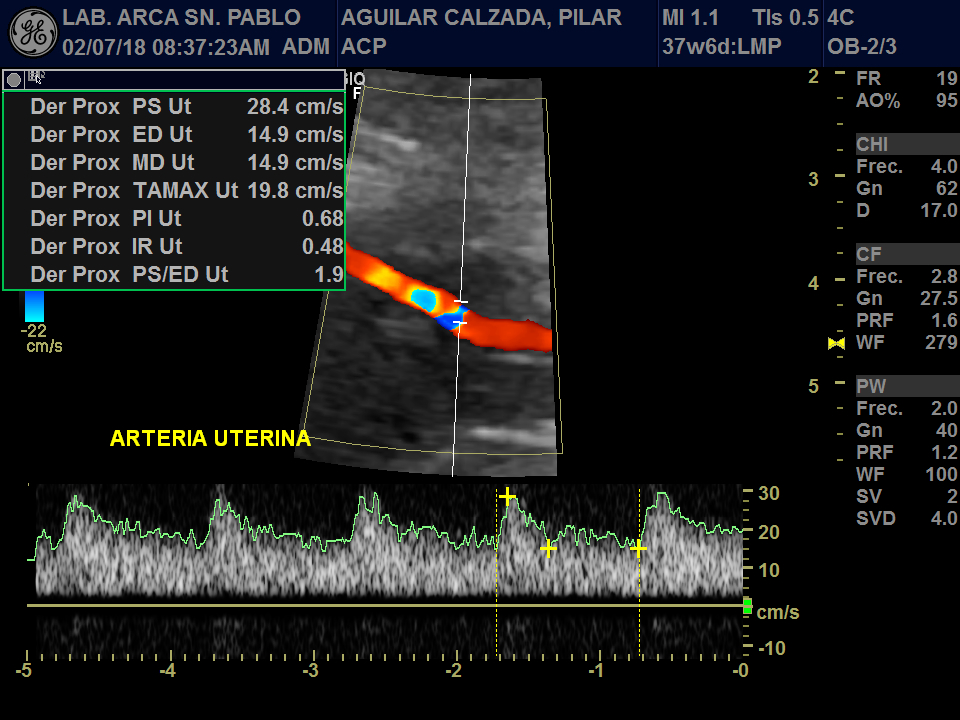 LAB. ARCA SN. PABLO
02/07/18 08:37:23AM ADM
AGUILAR CALZADA, PILAR
ACP
MI 1.1 TIs 0.5
37w6d:LMP
4C
OB-2/3
Der Prox PS Ut 28.4 cm/s
Der Prox ED Ut 14.9 cm/s
Der Prox MD Ut 14.9 cm/s
Der Prox TAMAX Ut 19.8 cm/s
Der Prox PI Ut 0.68
Der Prox IR Ut 0.48
Der Prox PS/ED Ut 1.9
-22
cm/s
ARTERIA UTERINA
2
3
4
5
FR 19
AO% 95
CHI
Frec. 4.0
Gn 62
D 17.0
CF
Frec. 2.8
Gn 27.5
PRF 1.6
WF 279
PW
Frec. 2.0
Gn 40
PRF 1.2
WF 100
SV 2
SVD 4.0
30
20
10
cm/s
-10
-5 -4 -3 -2 -1 -0